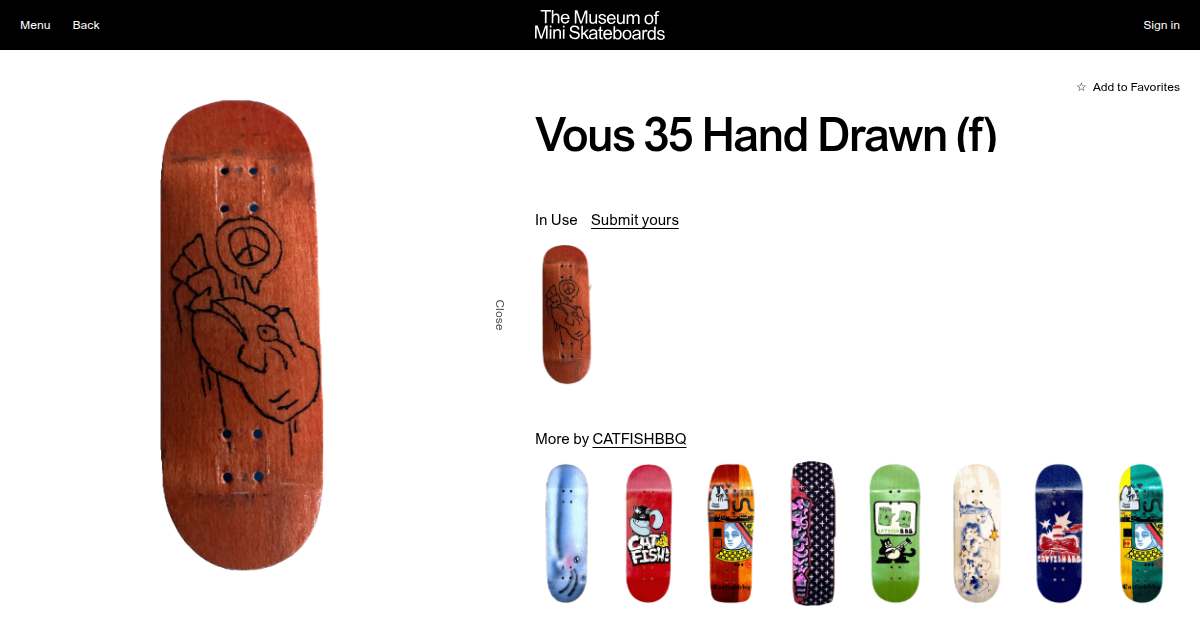 Menu
Back
The Museum of
Mini Skateboards
Sign in
☆ Add to Favorites
Vous 35 Hand Drawn (f)
In Use
Submit yours
Close
More by CATFISHBBQ
CAT
FISH!